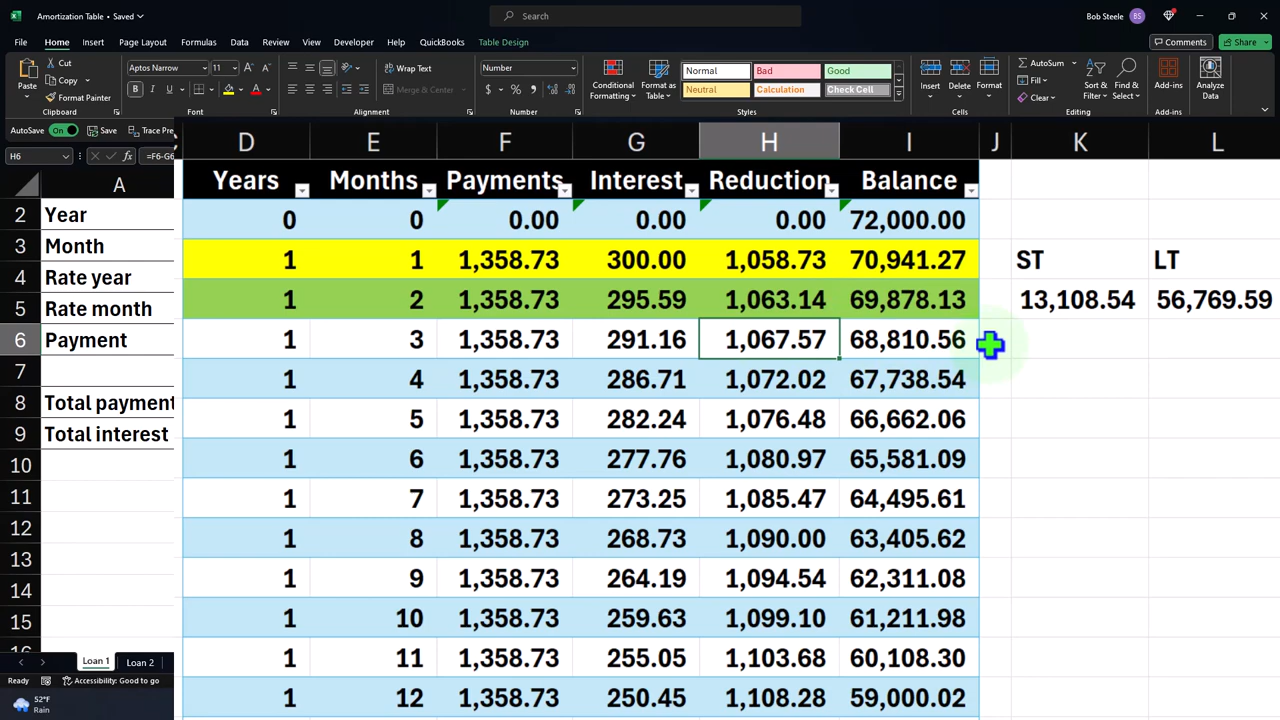 Amortization Table • Saved
Search
Bob Steele BS
File Home Insert Page Layout Formulas Data Review View Developer Help QuickBooks Table Design Comments Share
Paste Cut Copy Format Painter Clipboard
Aptos Narrow 11 B I U A Font
Wrap Text Merge & Center Alignment
Number $ % Number
Conditional Formatting Format as Table Normal Bad Good Neutral Calculation Check Cell Styles
Insert Delete Format Cells
AutoSum Fill Clear Sort & Filter Find & Select Editing
Add-ins Add-ins
Analyze Data
AutoSave On Save Trace Pre
H6 fx =F6-G6
A D E F G H I J K L
Years Months Payments Interest Reduction Balance
2 Year 0 0 0.00 0.00 0.00 72,000.00
3 Month 1 1 1,358.73 300.00 1,058.73 70,941.27 ST LT
4 Rate year 1 2 1,358.73 295.59 1,063.14 69,878.13 13,108.54 56,769.59
5 Rate month
6 Payment 1 3 1,358.73 291.16 1,067.57 68,810.56
7 1 4 1,358.73 286.71 1,072.02 67,738.54
8 Total payment 1 5 1,358.73 282.24 1,076.48 66,662.06
9 Total interest
10 1 6 1,358.73 277.76 1,080.97 65,581.09
11 1 7 1,358.73 273.25 1,085.47 64,495.61
12 1 8 1,358.73 268.73 1,090.00 63,405.62
13 1 9 1,358.73 264.19 1,094.54 62,311.08
14
15 1 10 1,358.73 259.63 1,099.10 61,211.98
1 11 1,358.73 255.05 1,103.68 60,108.30
Loan 1 Loan 2
Ready Accessibility: Good to go
1 12 1,358.73 250.45 1,108.28 59,000.02
52°F
Rain